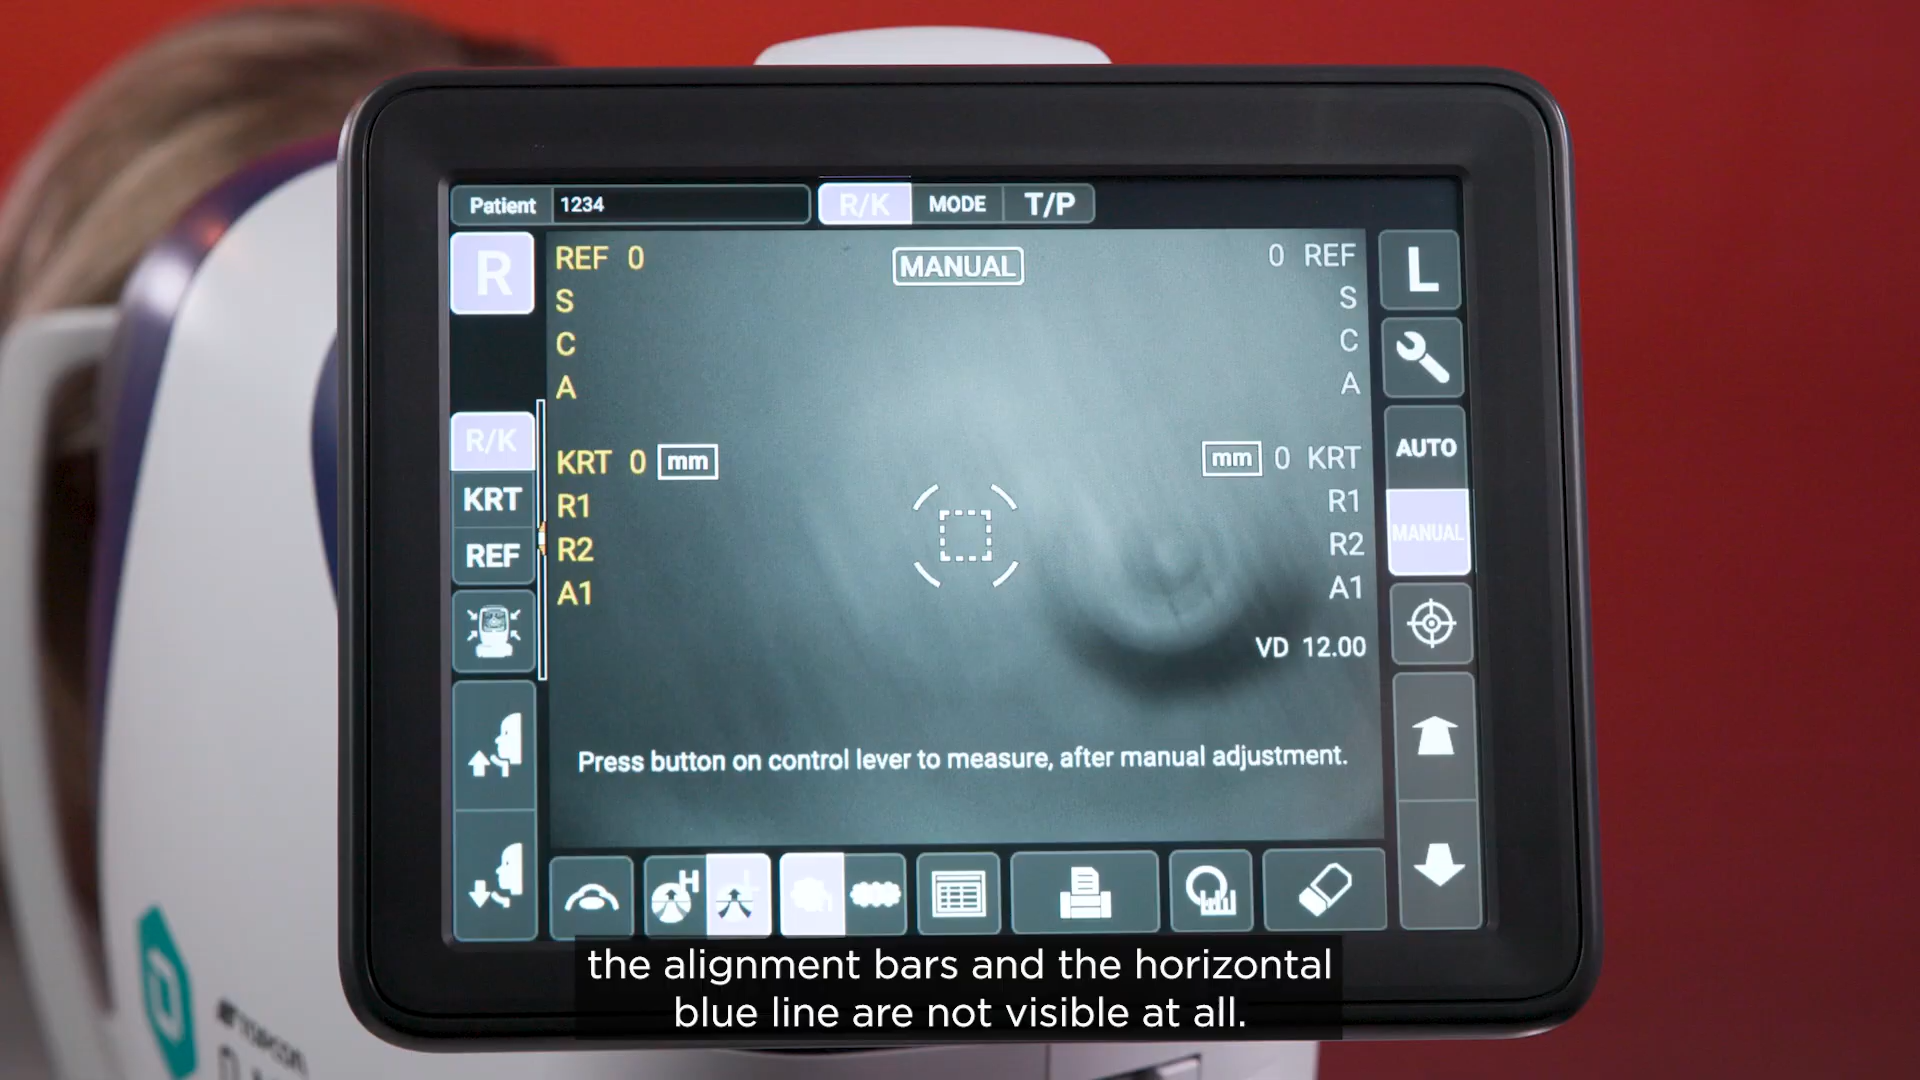 Patient 1234 R/K MODE T/P
R REF 0 MANUAL 0 REF L
S S
C C
A A
R/K KRT 0 mm mm 0 KRT AUTO
KRT R1 R1 MANUAL
REF R2 R2
A1 A1
VD 12.00
Press button on control lever to measure, after manual adjustment.
H
the alignment bars and the horizontal
blue line are not visible at all.
TOPCON